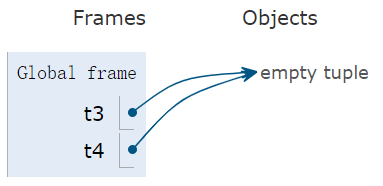 Frames Objects
Global frame
empty tuple
t3
t4